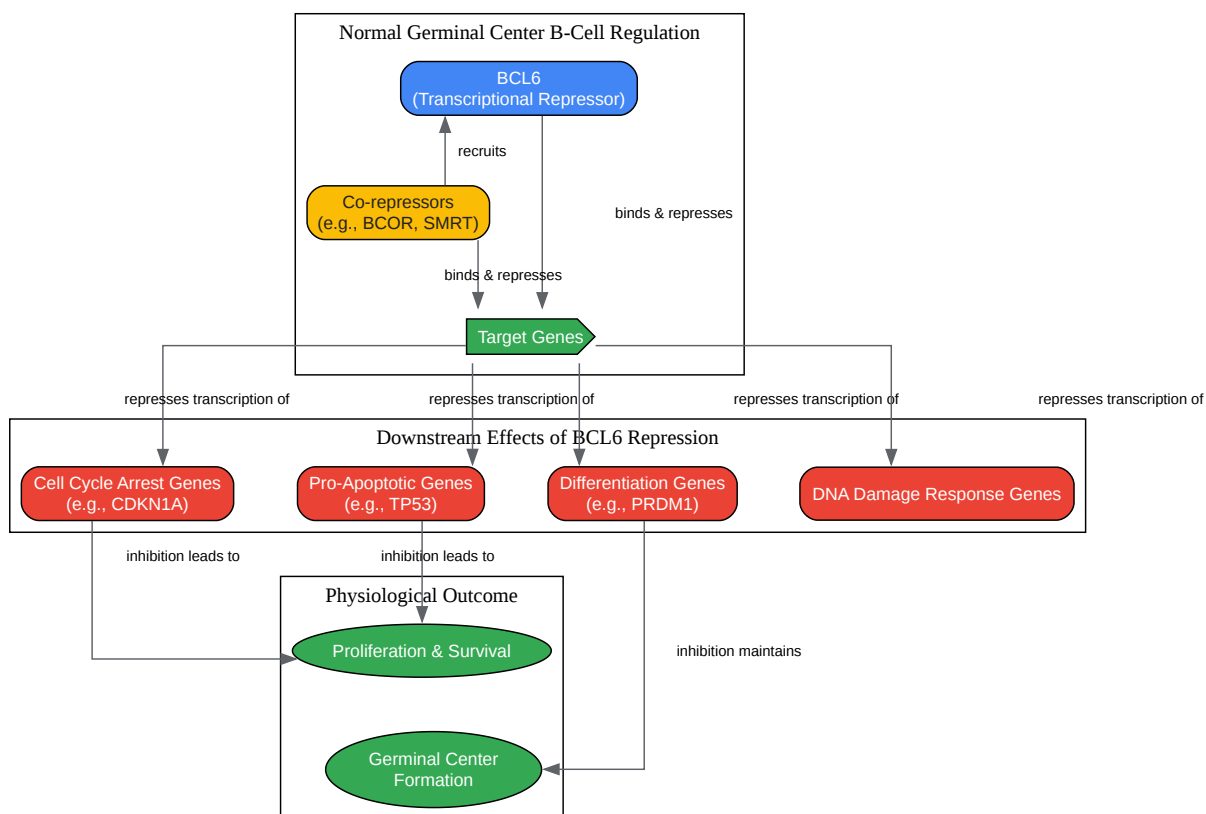 Normal Germinal Center B-Cell Regulation
BCL6
(Transcriptional Repressor)
recruits
Co-repressors
(e.g., BCOR, SMRT)
binds & represses
binds & represses
Target Genes
represses transcription of
represses transcription of
represses transcription of
represses transcription of
Downstream Effects of BCL6 Repression
Cell Cycle Arrest Genes
(e.g., CDKN1A)
Pro-Apoptotic Genes
(e.g., TP53)
Differentiation Genes
(e.g., PRDM1)
DNA Damage Response Genes
inhibition leads to
inhibition leads to
Physiological Outcome
Proliferation & Survival
inhibition maintains
Germinal Center
Formation